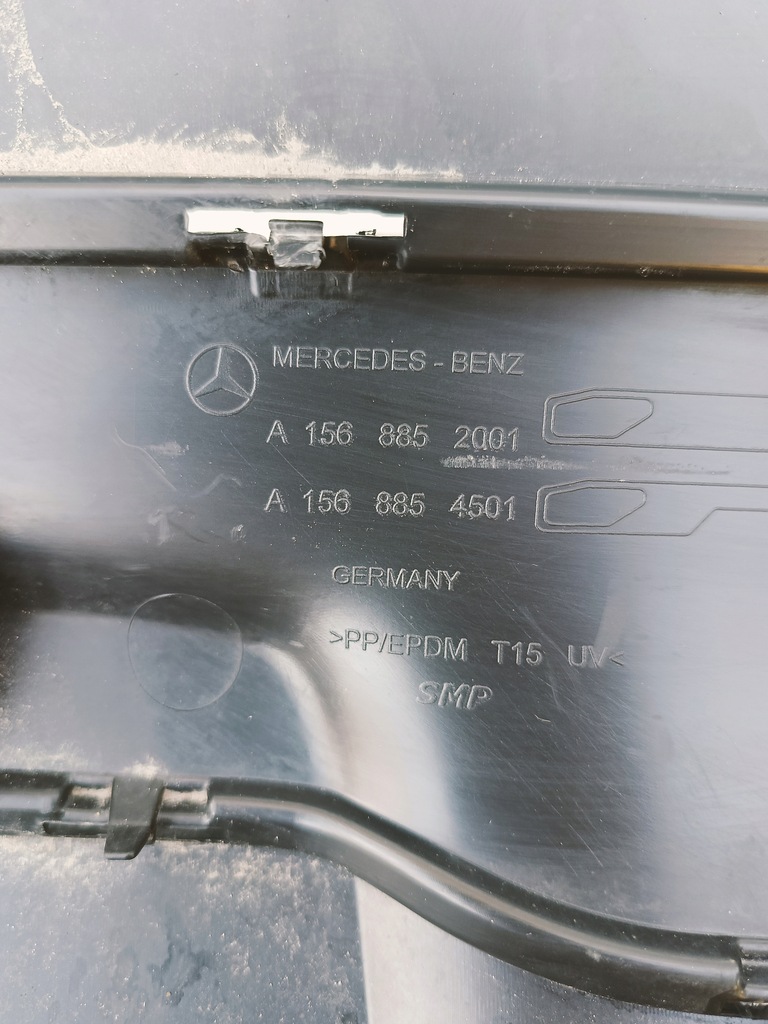 MERCEDES - BENZ
A 156 885 2001
A 156 885 4501
GERMANY
>PP/EPDM T15 UV<
SMP